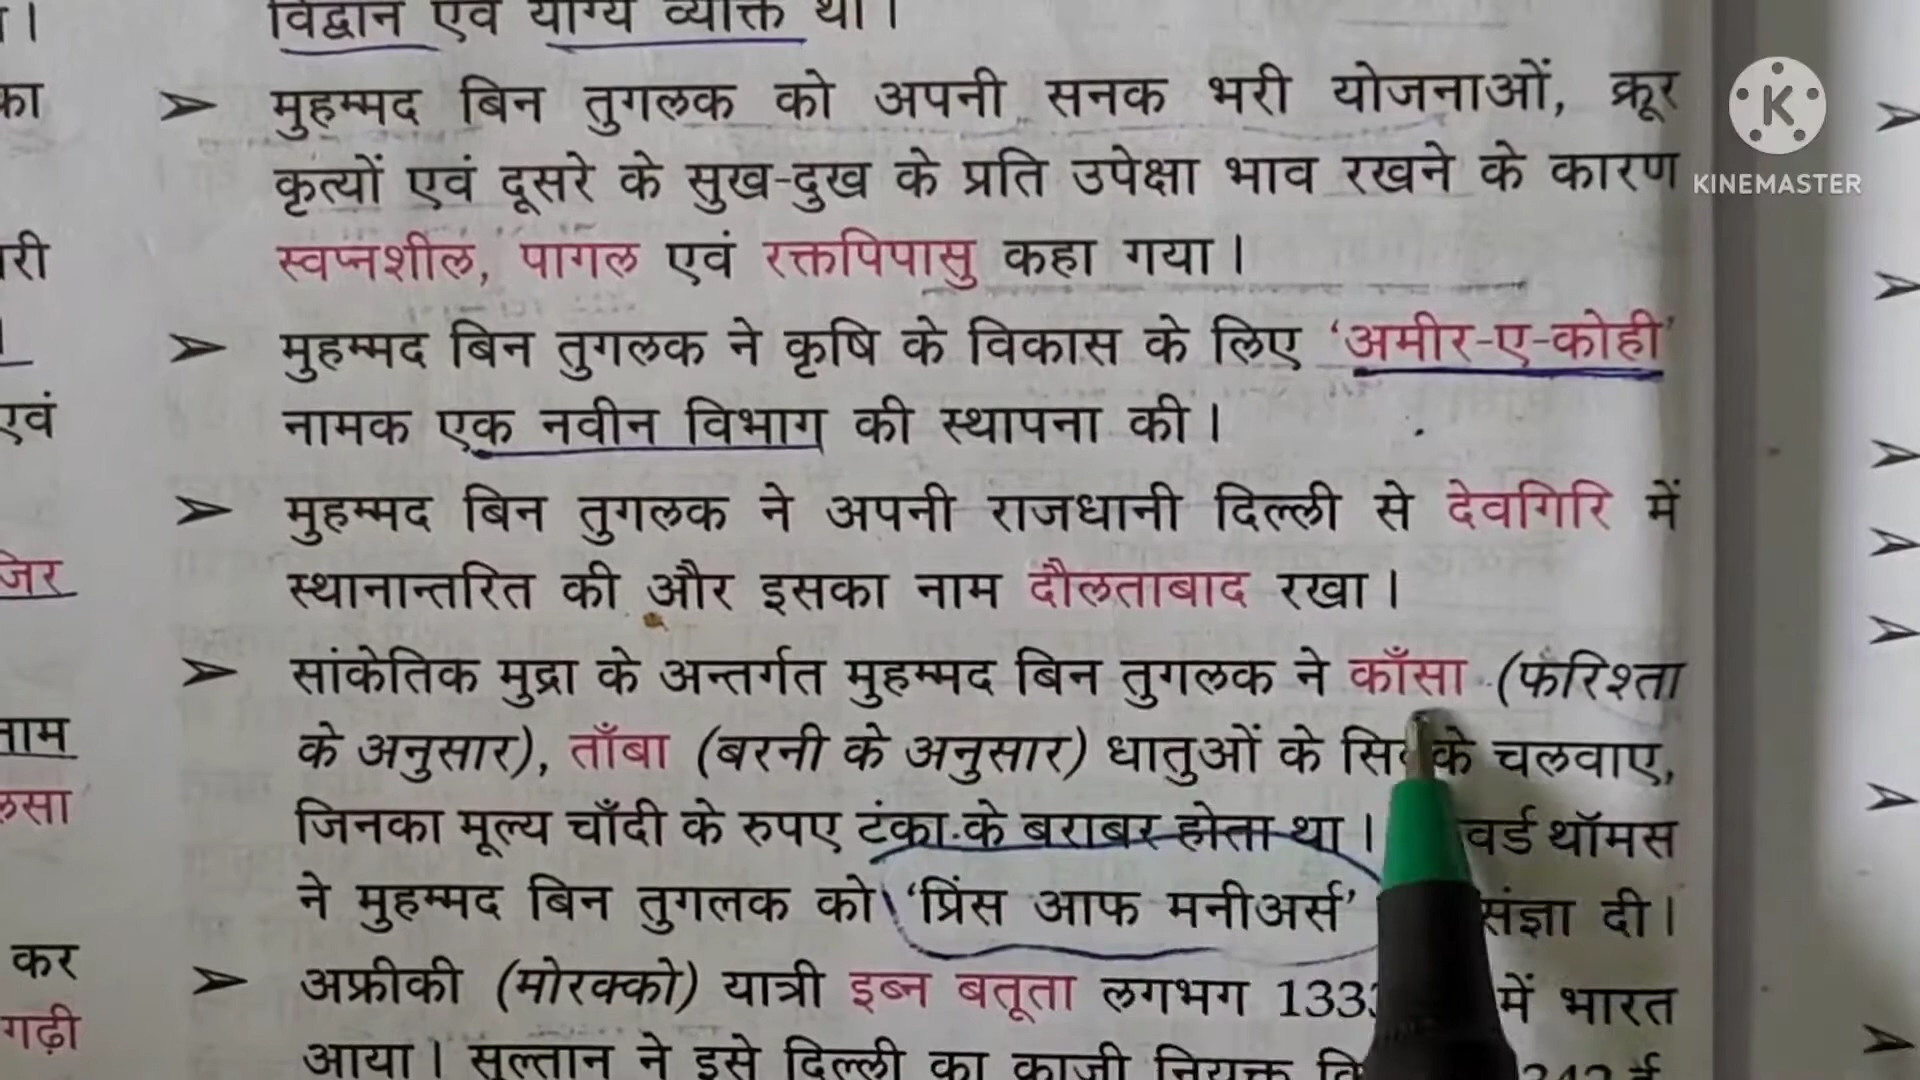 विद्वान एवं योग्य व्यक्ति था।
का
➢ मुहम्मद बिन तुगलक को अपनी सनक भरी योजनाओं, क्रूर
कृत्यों एवं दूसरे के सुख-दुख के प्रति उपेक्षा भाव रखने के कारण
स्वप्नशील, पागल एवं रक्तपिपासु कहा गया।
➢ मुहम्मद बिन तुगलक ने कृषि के विकास के लिए ‘अमीर-ए-कोही’
एवं
नामक एक नवीन विभाग की स्थापना की।
➢ मुहम्मद बिन तुगलक ने अपनी राजधानी दिल्ली से देवगिरि में
स्थानान्तरित की और इसका नाम दौलताबाद रखा।
➢ सांकेतिक मुद्रा के अन्तर्गत मुहम्मद बिन तुगलक ने काँसा (फरिश्ता
के अनुसार), ताँबा (बरनी के अनुसार) धातुओं के सिक्के चलवाए,
जिनका मूल्य चाँदी के रुपए टंका के बराबर होता था। थॉमस
ने मुहम्मद बिन तुगलक को ‘प्रिंस आफ मनीअर्स’ संज्ञा दी।
कर
➢ अफ्रीकी (मोरक्को) यात्री इब्न बतूता लगभग में भारत
आया। सुल्तान ने इसे दिल्ली का काजी नियुक्त
K
KINEMASTER